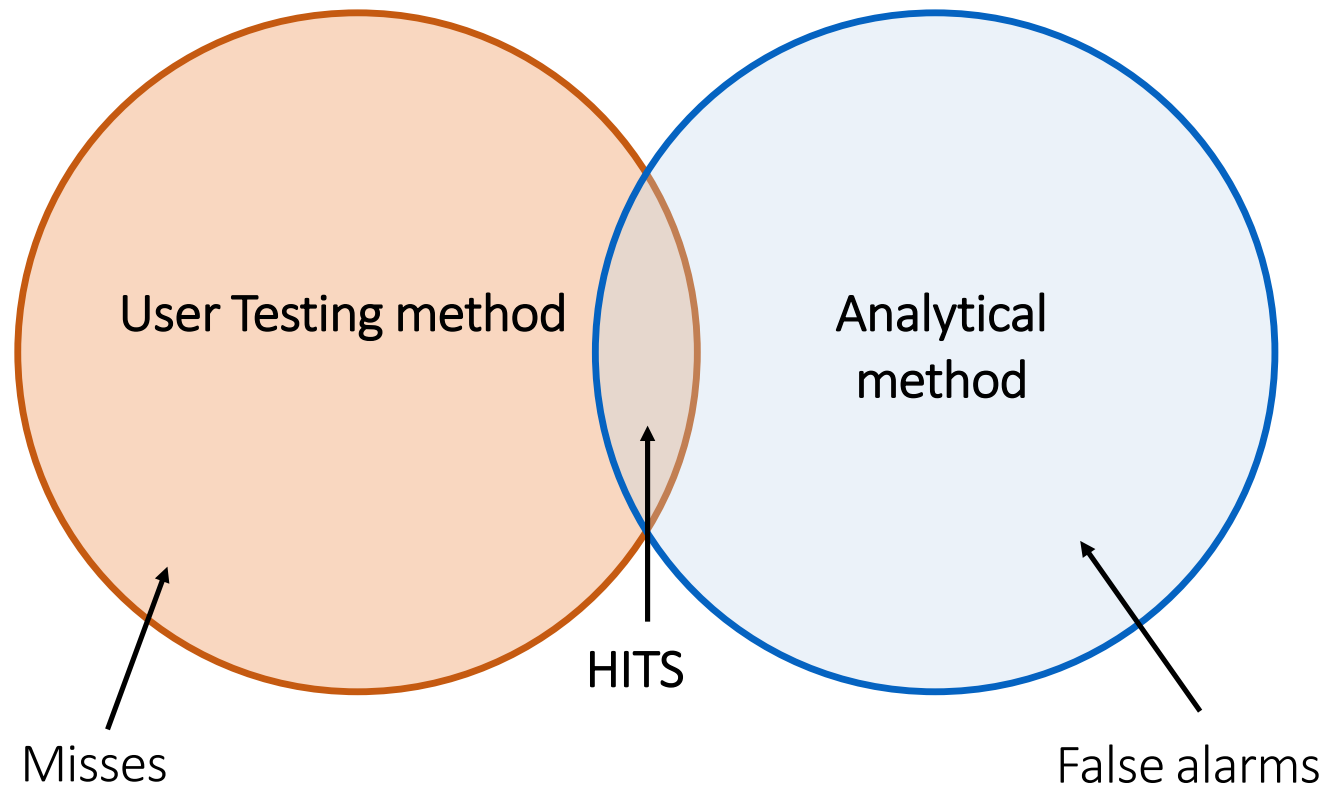 User Testing method
Analytical
method
HITS
Misses
False alarms